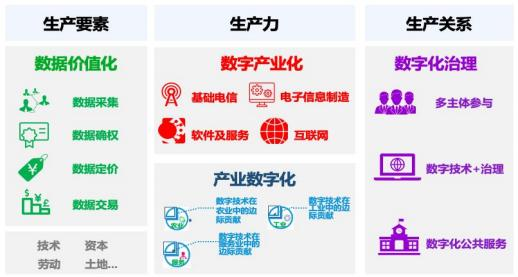 生产要素
数据价值化
数据采集
数据确权
数据定价
数据交易
技术 资本
劳动 土地...
生产力
数字产业化
基础电信 电子信息制造
软件及服务 互联网
产业数字化
农业
数字技术在
农业中的边
际贡献
工业
数字技术在
工业中的边
际贡献
服务
数字技术在
服务业中的边
际贡献
生产关系
数字化治理
多主体参与
数字技术+治理
数字化公共服务